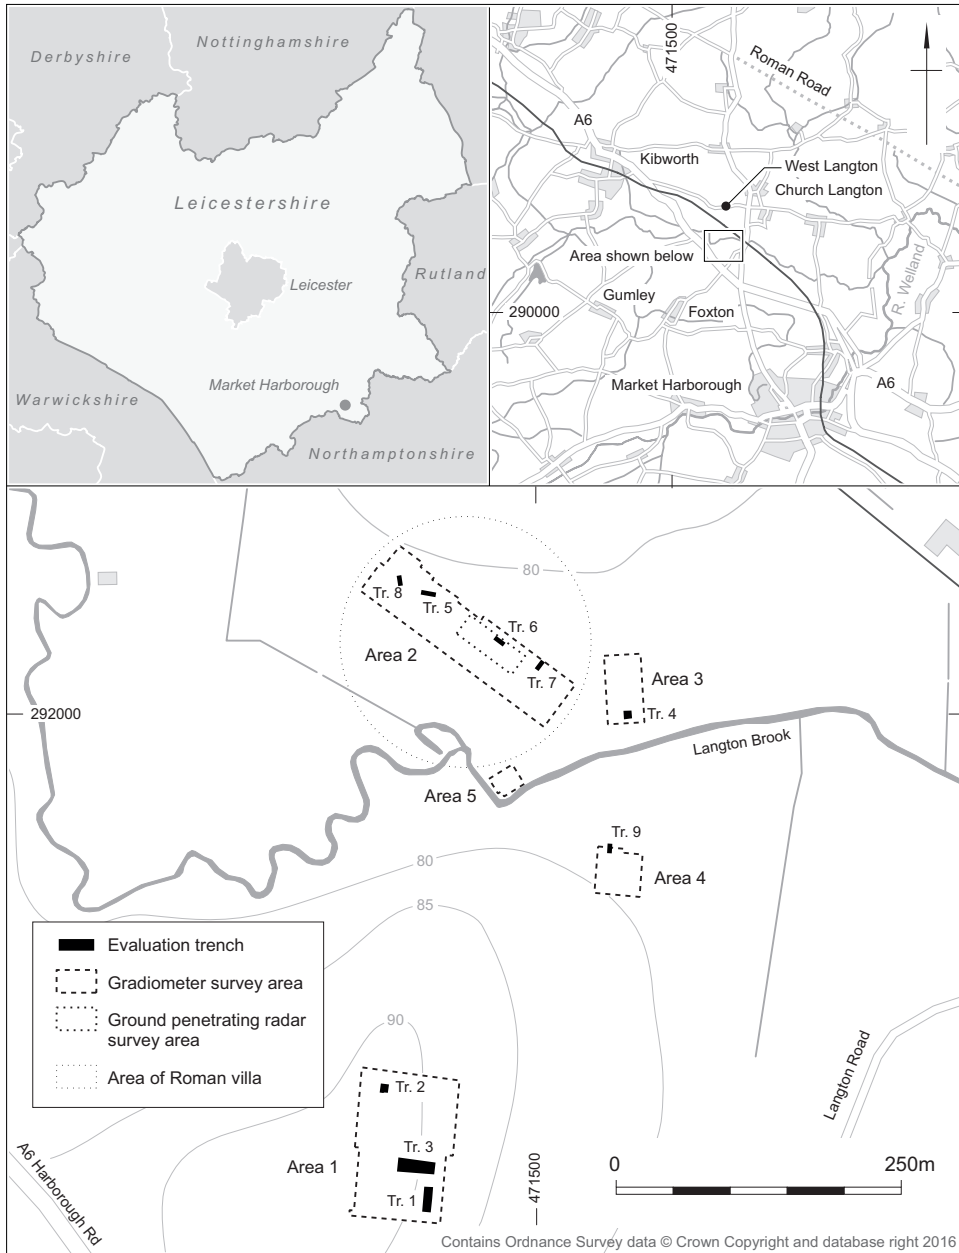 Derbyshire
Nottinghamshire
Leicestershire
Leicester
Rutland
Market Harborough
Warwickshire
Northamptonshire
471500
Roman Road
A6
Kibworth
West Langton
Church Langton
Area shown below
R. Welland
Gumley
290000
Foxton
Market Harborough
A6
80
Tr. 8
Tr. 5
Tr. 6
Area 2
Tr. 7
Area 3
292000
Tr. 4
Langton Brook
Area 5
Tr. 9
80
Area 4
85
Evaluation trench
Gradiometer survey area
Ground penetrating radar
survey area
Area of Roman villa
90
Langton Road
Tr. 2
Tr. 3
Area 1
Tr. 1
A6 Harborough Rd
471500
0
250m
Contains Ordnance Survey data © Crown Copyright and database right 2016